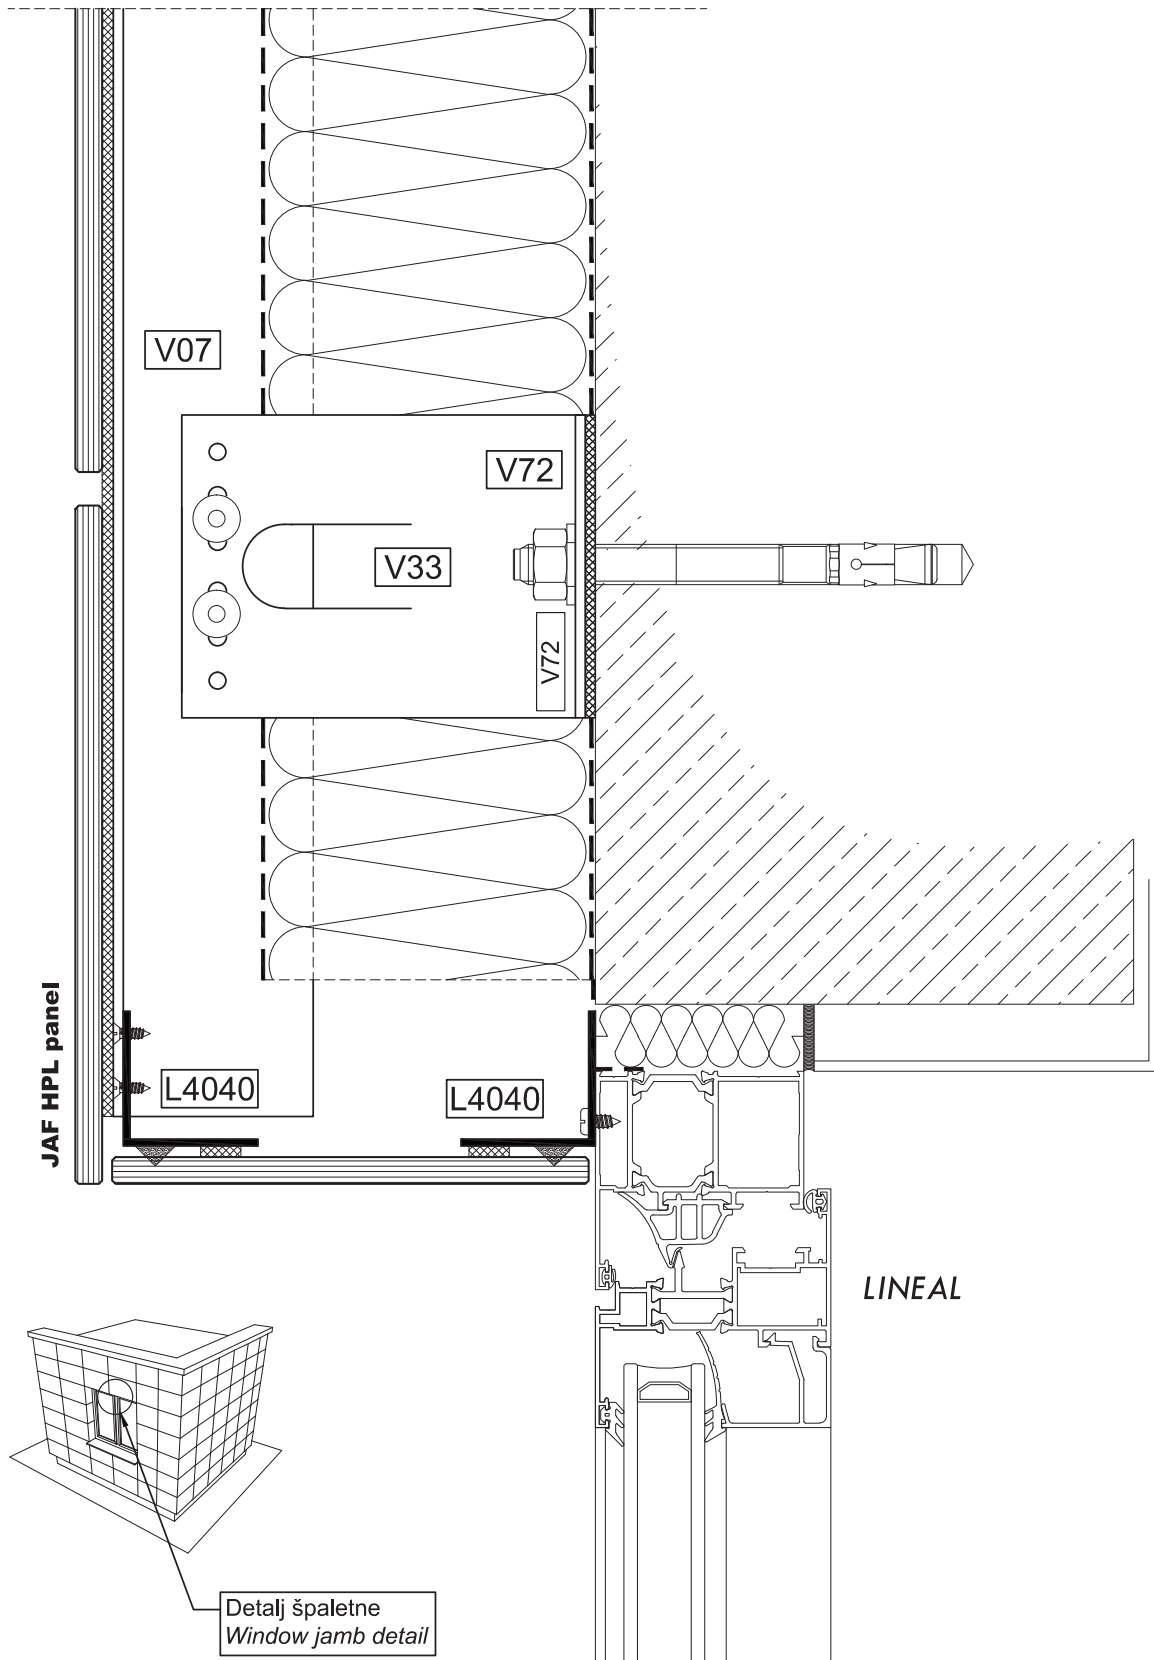 V07
V72
V33
V72
JAF HPL panel
L4040
L4040
LINEAL
Detalj špaletne
Window jamb detail